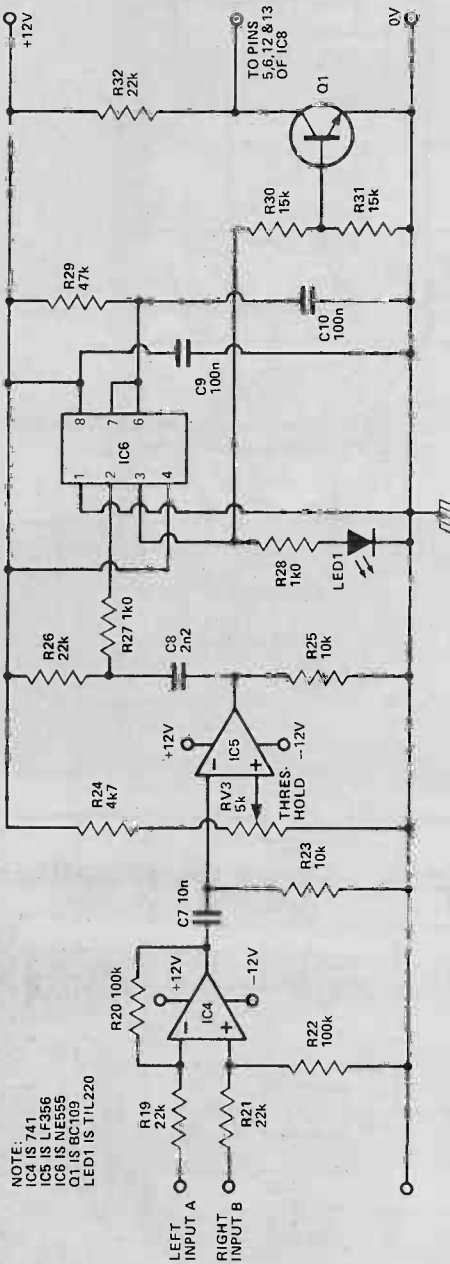 NOTE:
IC4 IS 741
IC5 IS LF356
IC6 IS NE555
Q1 IS BC109
LED1 IS TIL220
LEFT
INPUT A
RIGHT
INPUT B
R19
22k
R21
22k
R20 100k
+12V
−
+
IC4
−12V
R22
100k
C7 10n
R23
10k
R24
4k7
RV3
5k
THRES-
HOLD
+12V
−
+
IC5
--12V
R26
22k
R27 1k0
C8
2n2
R25
10k
1
2
3
4
8
7
6
IC6
R28
1k0
LED1
C9
100n
R29
47k
C10
100n
R30
15k
R31
15k
Q1
R32
22k
+12V
TO PINS
5,6,12 & 13
OF IC8
0V